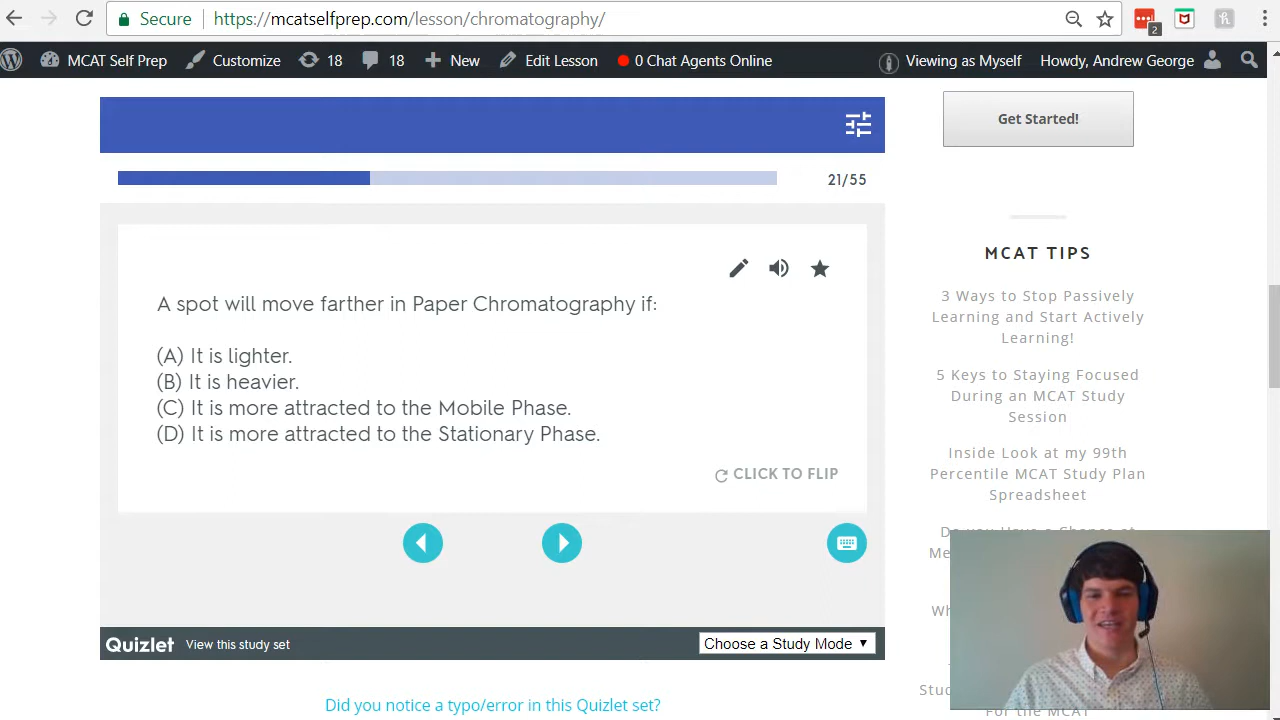 Secure
https://mcatselfprep.com/lesson/chromatography/
2
MCAT Self Prep
Customize
18
18
New
Edit Lesson
0 Chat Agents Online
Viewing as Myself
Howdy, Andrew George
Get Started!
21/55
A spot will move farther in Paper Chromatography if:
(A) It is lighter.
(B) It is heavier.
(C) It is more attracted to the Mobile Phase.
(D) It is more attracted to the Stationary Phase.
CLICK TO FLIP
Quizlet
View this study set
Choose a Study Mode
Did you notice a typo/error in this Quizlet set?
MCAT TIPS
3 Ways to Stop Passively
Learning and Start Actively
Learning!
5 Keys to Staying Focused
During an MCAT Study
Session
Inside Look at my 99th
Percentile MCAT Study Plan
Spreadsheet
For the MCAT